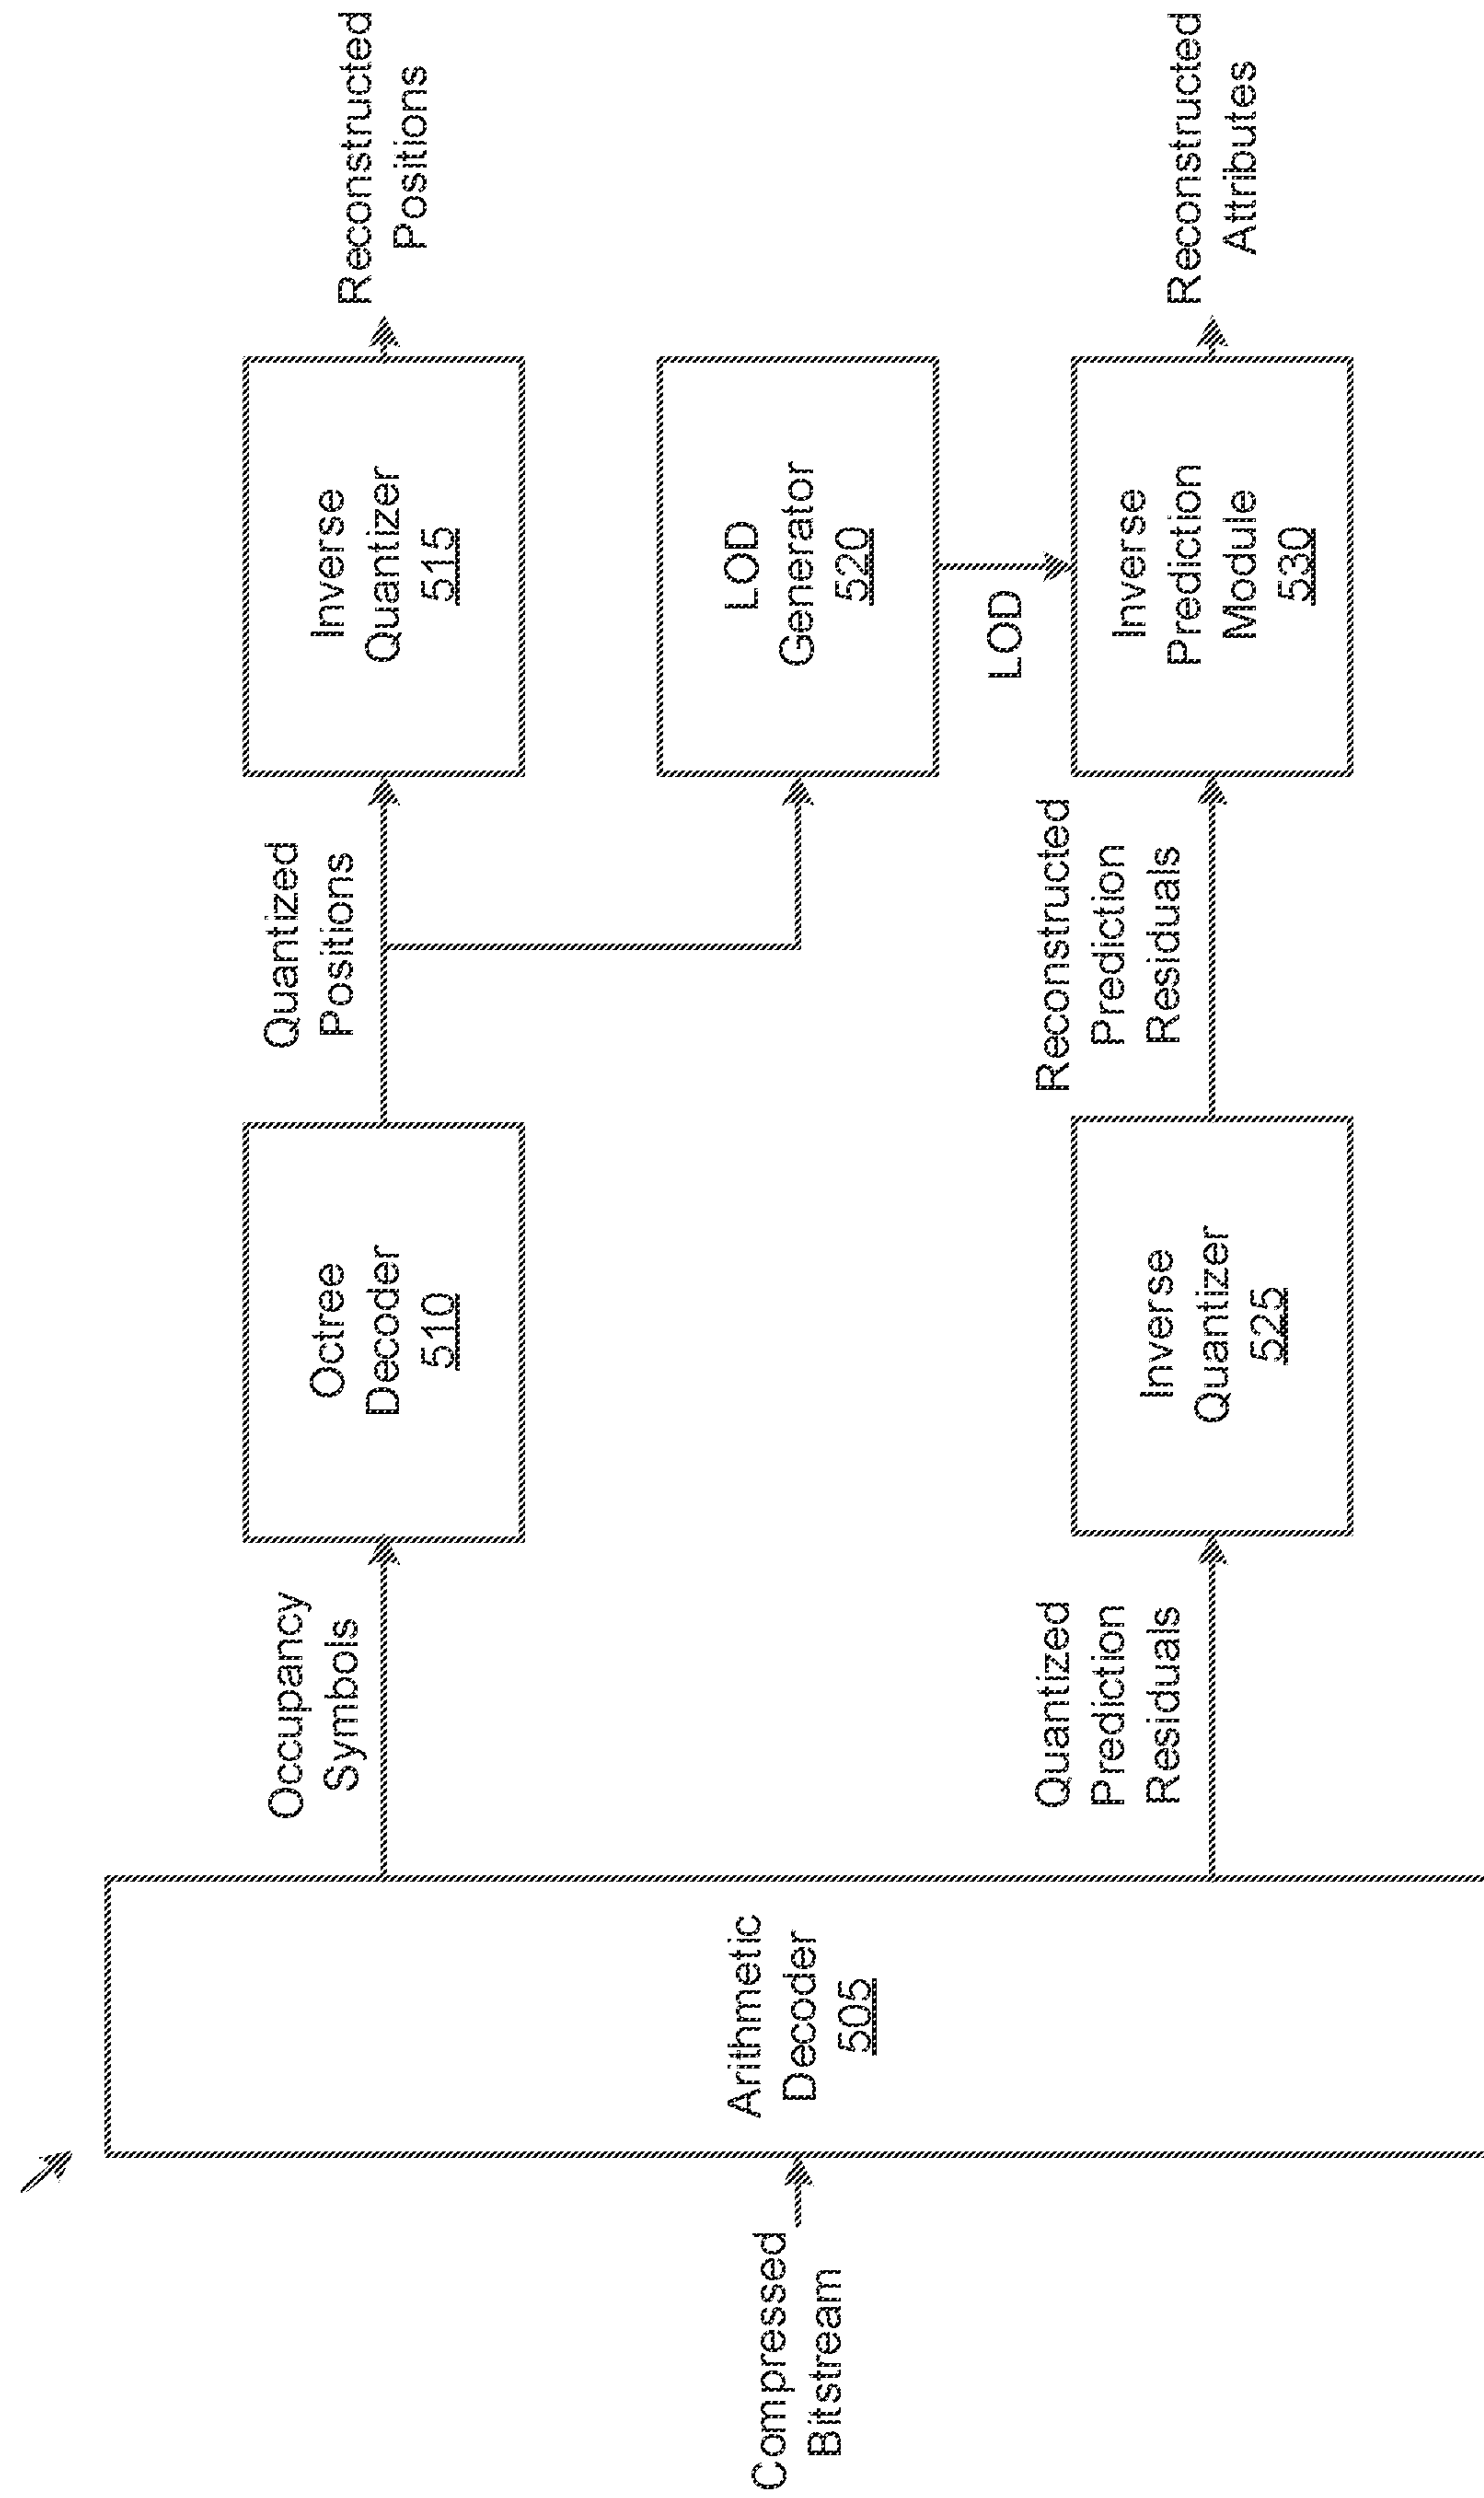 Compressed
Bitstream
Arithmetic
Decoder
505
Occupancy
Symbols
Octree
Decoder
510
Quantized
Positions
Inverse
Quantizer
515
Reconstructed
Positions
LOD
Generator
520
LOD
Quantized
Prediction
Residuals
Inverse
Quantizer
525
Reconstructed
Prediction
Residuals
Inverse
Prediction
Module
530
Reconstructed
Attributes